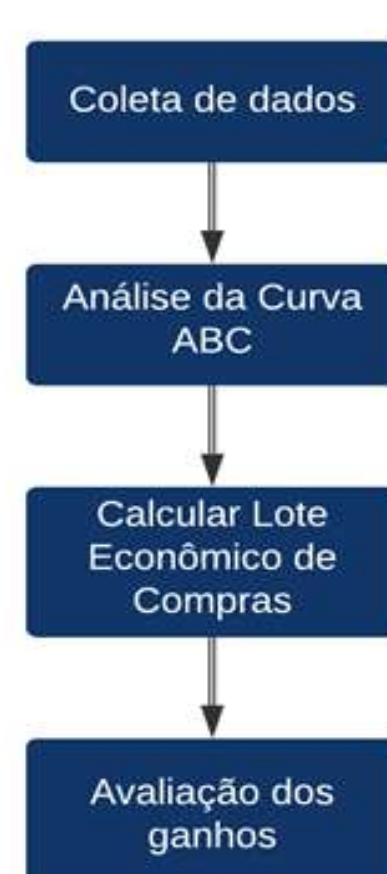 Coleta de dados
Análise da Curva
ABC
Calcular Lote
Econômico de
Compras
Avaliação dos
ganhos